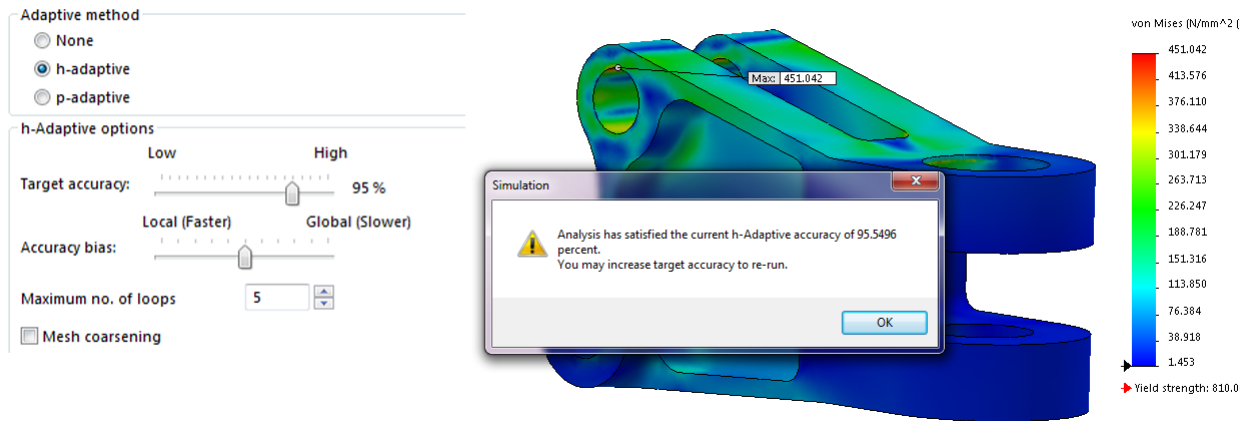 Adaptive method
None
h-adaptive
p-adaptive
h-Adaptive options
Low High
Target accuracy: 95 %
Local (Faster) Global (Slower)
Accuracy bias:
Maximum no. of loops 5
Mesh coarsening
Max: 451.042
Simulation
Analysis has satisfied the current h-Adaptive accuracy of 95.5496
percent.
You may increase target accuracy to re-run.
OK
von Mises (N/mm^2 (
451.042
413.576
376.110
338.644
301.179
263.713
226.247
188.781
151.316
113.850
76.384
38.918
1.453
Yield strength: 810.0